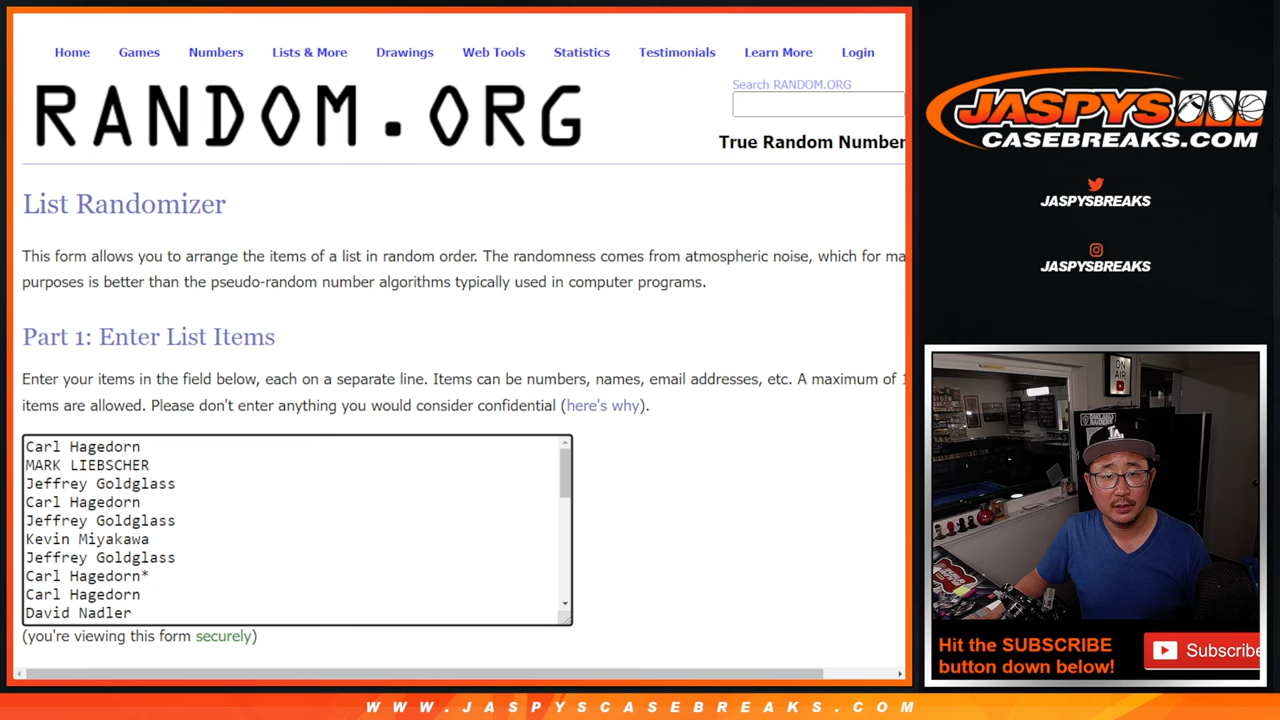 Home Games Numbers Lists & More Drawings Web Tools Statistics Testimonials Learn More Login
RANDOM.ORG
Search RANDOM.ORG
True Random Number
List Randomizer
This form allows you to arrange the items of a list in random order. The randomness comes from atmospheric noise, which for ma
purposes is better than the pseudo-random number algorithms typically used in computer programs.
Part 1: Enter List Items
Enter your items in the field below, each on a separate line. Items can be numbers, names, email addresses, etc. A maximum of 1
items are allowed. Please don't enter anything you would consider confidential (here's why).
Carl Hagedorn
MARK LIEBSCHER
Jeffrey Goldglass
Carl Hagedorn
Jeffrey Goldglass
Kevin Miyakawa
Jeffrey Goldglass
Carl Hagedorn*
Carl Hagedorn
David Nadler
(you're viewing this form securely)
JASPYS
CASEBREAKS.COM
JASPYSBREAKS
JASPYSBREAKS
ON
AIR
LA
Hit the SUBSCRIBE
button down below!
Subscribe
WWW.JASPYSCASEBREAKS.COM